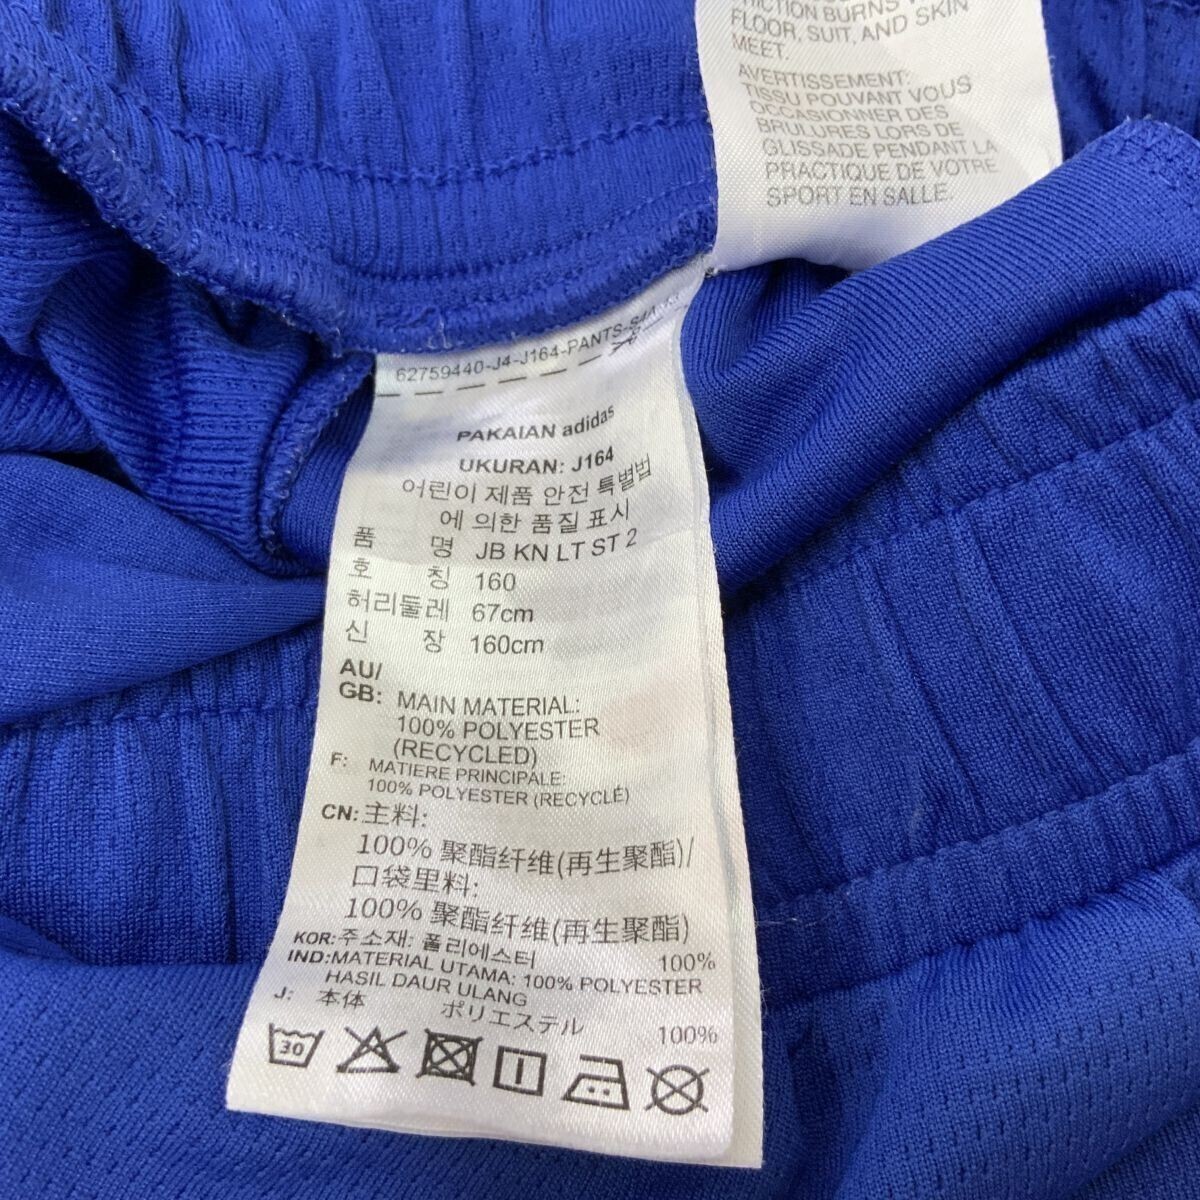 FRICTION BURNS
FLOOR, SUIT, AND SKIN
MEET.
AVERTISSEMENT:
TISSU POUVANT VOUS
OCCASIONNER DES
BRULURES LORS DE
GLISSADE PENDANT LA
PRACTIQUE DE VOTRE
SPORT EN SALLE.
62759440-J4-J164-PANTS-S4A
PAKAIAN adidas
UKURAN: J164
어린이 제품 안전 특별법
에 의한 품질 표시
품 명 JB KN LT ST 2
호 칭 160
허리둘레 67cm
신 장 160cm
AU/
GB: MAIN MATERIAL:
100% POLYESTER
(RECYCLED)
F: MATIERE PRINCIPALE:
100% POLYESTER (RECYCLÉ)
CN: 主料:
100% 聚酯纤维(再生聚酯)/
口袋里料:
100% 聚酯纤维(再生聚酯)
KOR: 주소재: 폴리에스터 100%
IND: MATERIAL UTAMA: 100% POLYESTER
HASIL DAUR ULANG
J: 本体 ポリエステル 100%
30